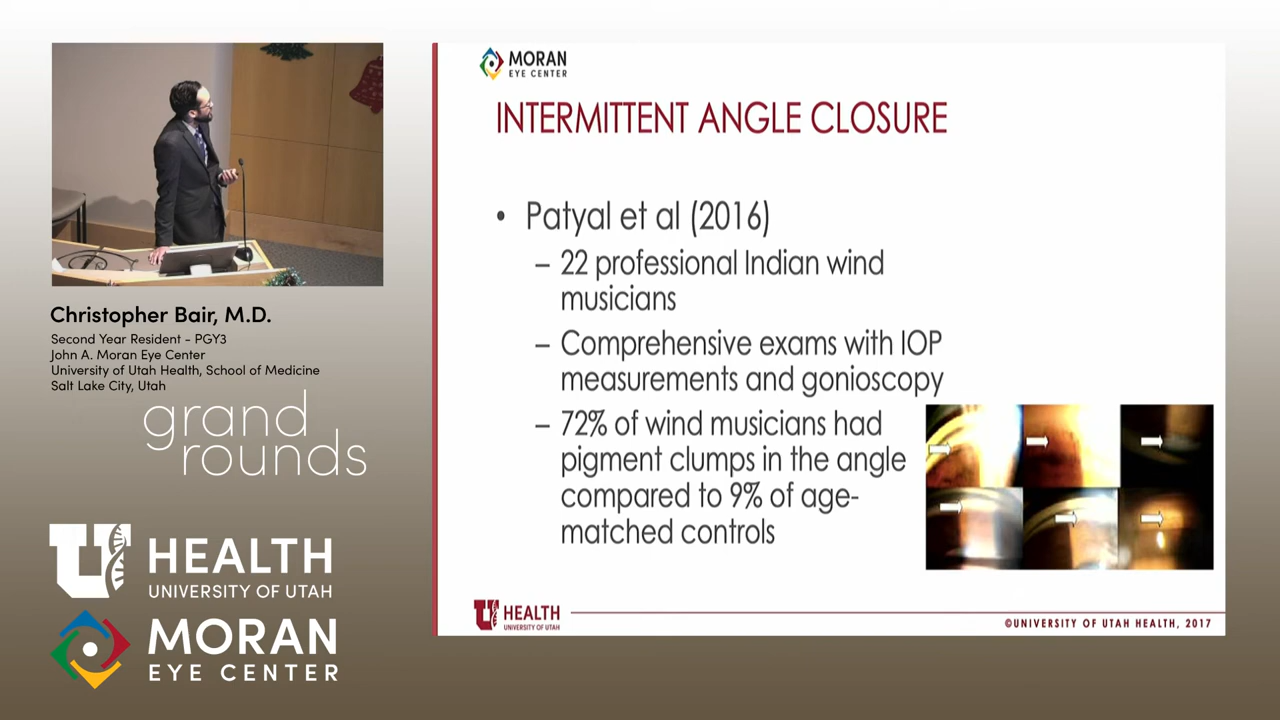 Christopher Bair, M.D.
Second Year Resident - PGY3
John A. Moran Eye Center
University of Utah Health, School of Medicine
Salt Lake City, Utah
grand
rounds
U HEALTH
UNIVERSITY OF UTAH
MORAN
EYE CENTER
MORAN
EYE CENTER
INTERMITTENT ANGLE CLOSURE
• Patyal et al (2016)
– 22 professional Indian wind
musicians
– Comprehensive exams with IOP
measurements and gonioscopy
– 72% of wind musicians had
pigment clumps in the angle
compared to 9% of age-
matched controls
U HEALTH
UNIVERSITY OF UTAH
©UNIVERSITY OF UTAH HEALTH, 2017